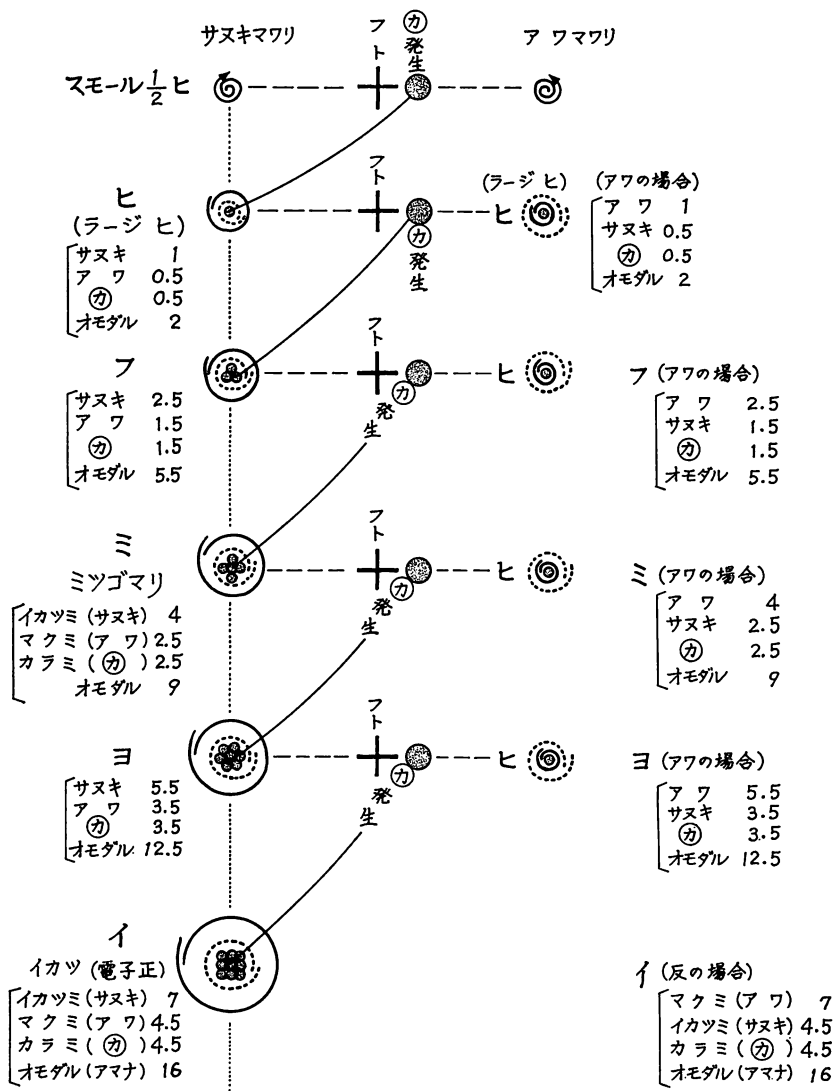 サヌキマワリ
フト
㋕発生
アワマワリ
スモール 1/2 ヒ
ヒ
(ラージ ヒ)
サヌキ 1
ア ワ 0.5
㋕ 0.5
オモダル 2
フト
㋕発生
(ラージ ヒ)
ヒ
(アワの場合)
ア ワ 1
サヌキ 0.5
㋕ 0.5
オモダル 2
フ
サヌキ 2.5
ア ワ 1.5
㋕ 1.5
オモダル 5.5
フト
㋕発生
ヒ
フ (アワの場合)
ア ワ 2.5
サヌキ 1.5
㋕ 1.5
オモダル 5.5
ミ
ミツゴマリ
イカツミ(サヌキ) 4
マクミ(ア ワ) 2.5
カラミ(㋕) 2.5
オモダル 9
フト
㋕発生
ヒ
ミ (アワの場合)
ア ワ 4
サヌキ 2.5
㋕ 2.5
オモダル 9
ヨ
サヌキ 5.5
ア ワ 3.5
㋕ 3.5
オモダル 12.5
フト
㋕発生
ヒ
ヨ (アワの場合)
ア ワ 5.5
サヌキ 3.5
㋕ 3.5
オモダル 12.5
イ
イカツ (電子正)
イカツミ(サヌキ) 7
マクミ(ア ワ) 4.5
カラミ(㋕) 4.5
オモダル(アマナ) 16
イ (反の場合)
マクミ(ア ワ) 7
イカツミ(サヌキ) 4.5
カラミ(㋕) 4.5
オモダル(アマナ) 16